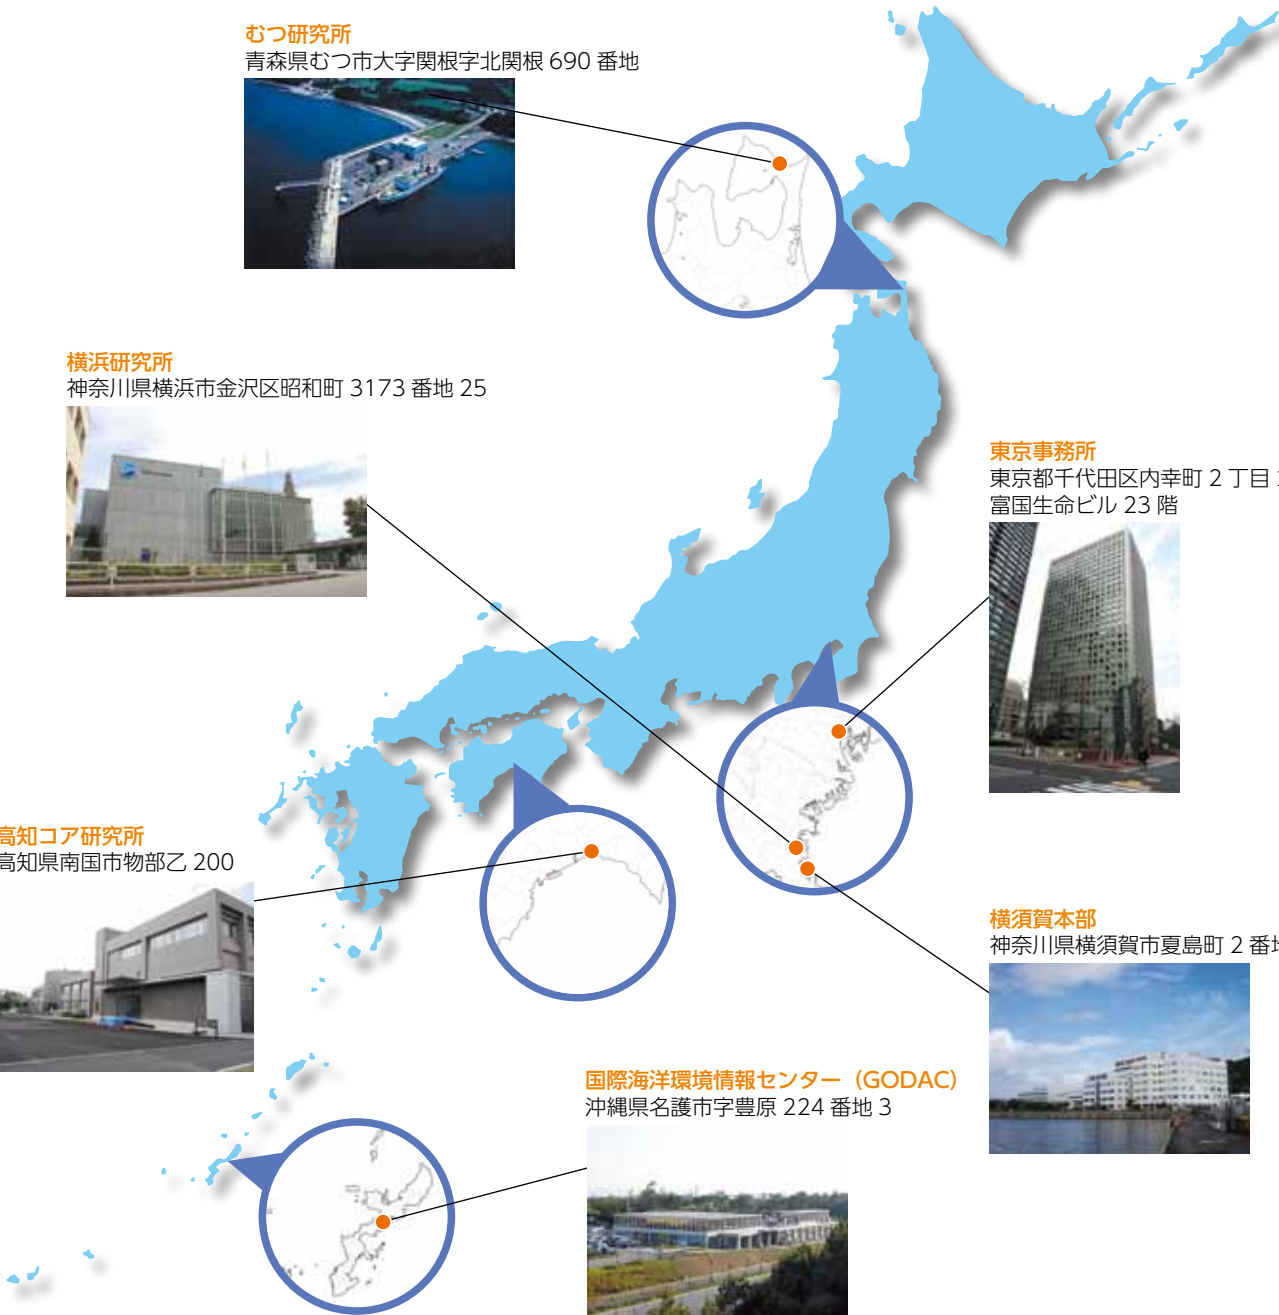 むつ研究所
青森県むつ市大字関根字北関根 690 番地
横浜研究所
神奈川県横浜市金沢区昭和町 3173 番地 25
東京事務所
東京都千代田区内幸町 2 丁目
富国生命ビル 23 階
高知コア研究所
高知県南国市物部乙 200
横須賀本部
神奈川県横須賀市夏島町 2 番地
国際海洋環境情報センター（GODAC）
沖縄県名護市字豊原 224 番地 3